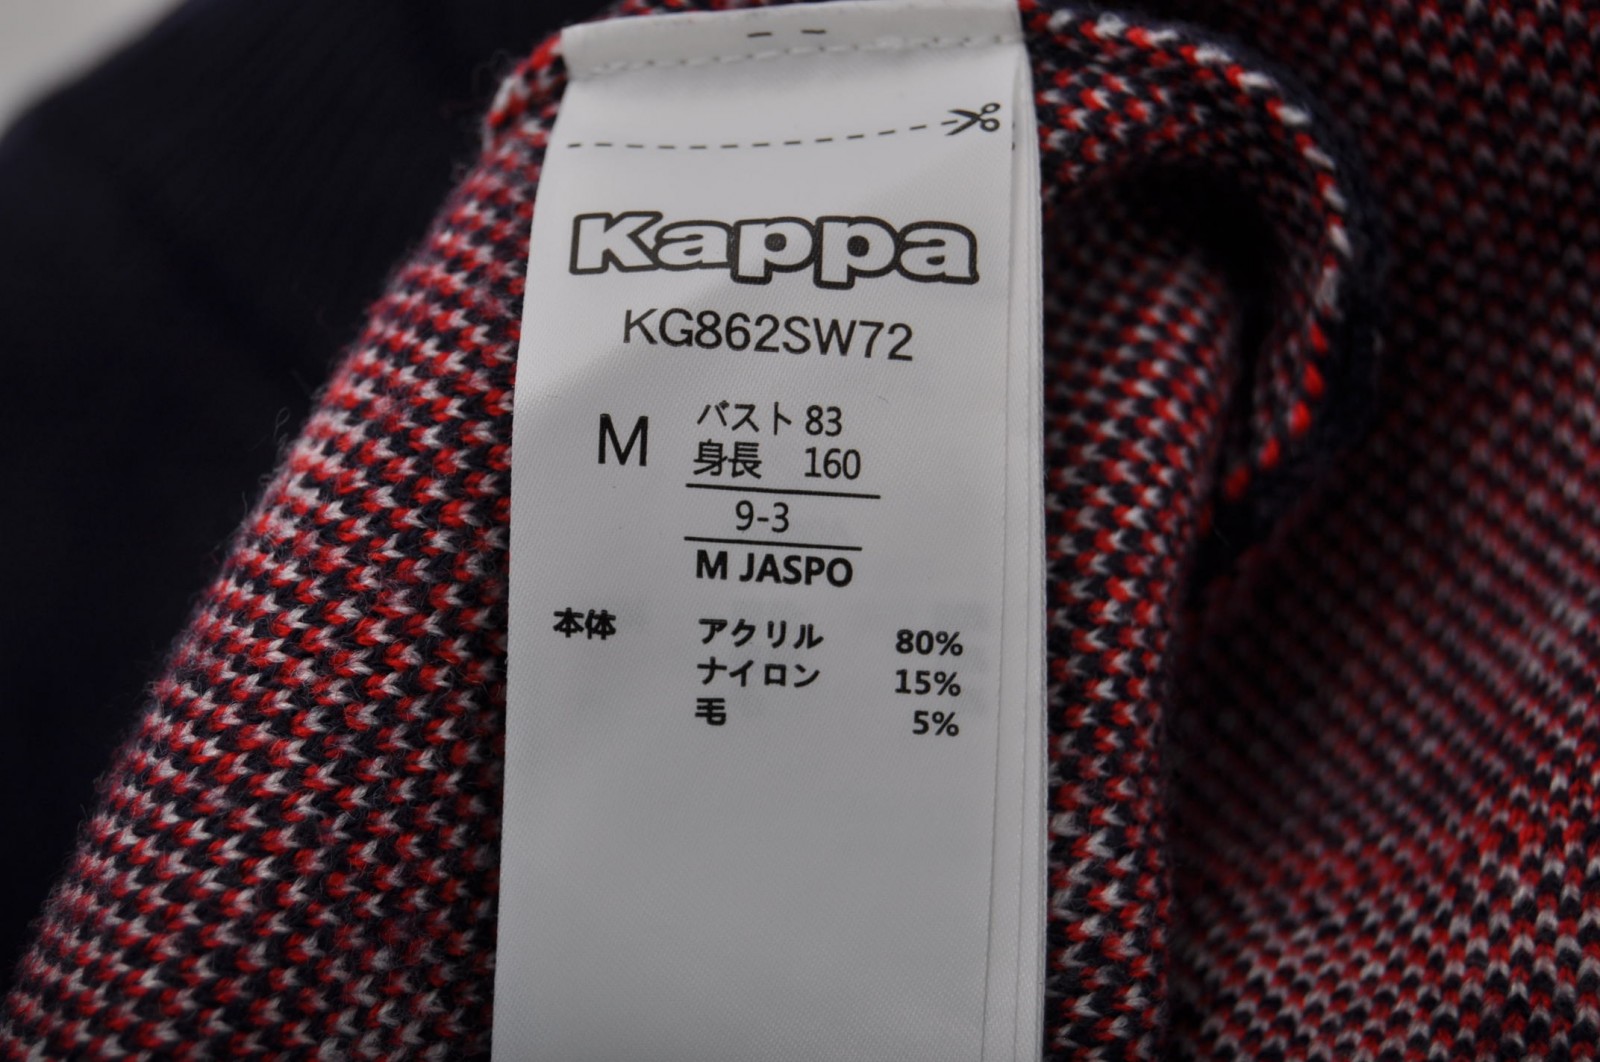 Kappa
KG862SW72
M
バスト 83
身長 160
9-3
M JASPO
本体 アクリル 80%
ナイロン 15%
毛 5%